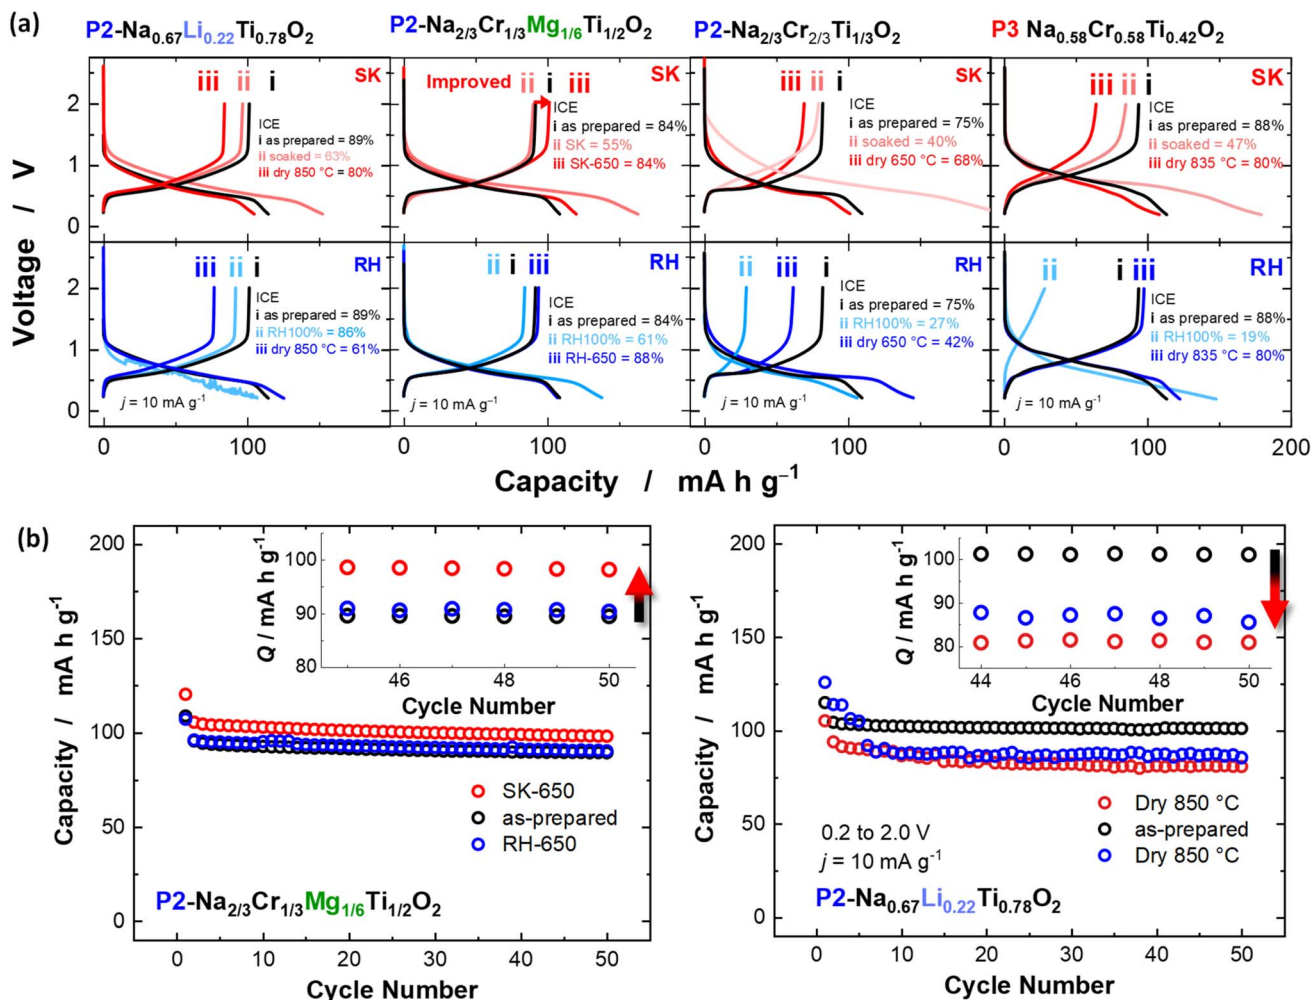 (a)
P2-Na0.67Li0.22Ti0.78O2
P2-Na2/3Cr1/3Mg1/6Ti1/2O2
P2-Na2/3Cr2/3Ti1/3O2
P3 Na0.58Cr0.58Ti0.42O2
Voltage / V
2
1
0
iii ii i
SK
ICE
i as prepared = 89%
ii soaked = 63%
iii dry 850 °C = 80%
Improved
ii i iii
SK
ICE
i as prepared = 84%
ii SK = 55%
iii SK-650 = 84%
iii ii i
SK
ICE
i as prepared = 75%
ii soaked = 40%
iii dry 650 °C = 68%
iii ii i
SK
ICE
i as prepared = 88%
ii soaked = 47%
iii dry 835 °C = 80%
2
1
0
iii ii i
RH
ICE
i as prepared = 89%
ii RH100% = 86%
iii dry 850 °C = 61%
j = 10 mA g-1
ii i iii
RH
ICE
i as prepared = 84%
ii RH100% = 61%
iii RH-650 = 88%
j = 10 mA g-1
ii iii i
RH
ICE
i as prepared = 75%
ii RH100% = 27%
iii dry 650 °C = 42%
j = 10 mA g-1
ii i iii
RH
ICE
i as prepared = 88%
ii RH100% = 19%
iii dry 835 °C = 80%
j = 10 mA g-1
0 100 0 100 0 100 0 100 200
Capacity / mA h g–1
(b)
Capacity / mA h g-1
200
150
100
50
0
Q / mA h g-1
100
90
80
46 48 50
Cycle Number
SK-650
as-prepared
RH-650
P2-Na2/3Cr1/3Mg1/6Ti1/2O2
0 10 20 30 40 50
Cycle Number
Capacity / mA h g-1
200
150
100
50
0
Q / mA h g-1
100
90
80
44 46 48 50
Cycle Number
Dry 850 °C
as-prepared
Dry 850 °C
0.2 to 2.0 V
j = 10 mA g-1
P2-Na0.67Li0.22Ti0.78O2
0 10 20 30 40 50
Cycle Number